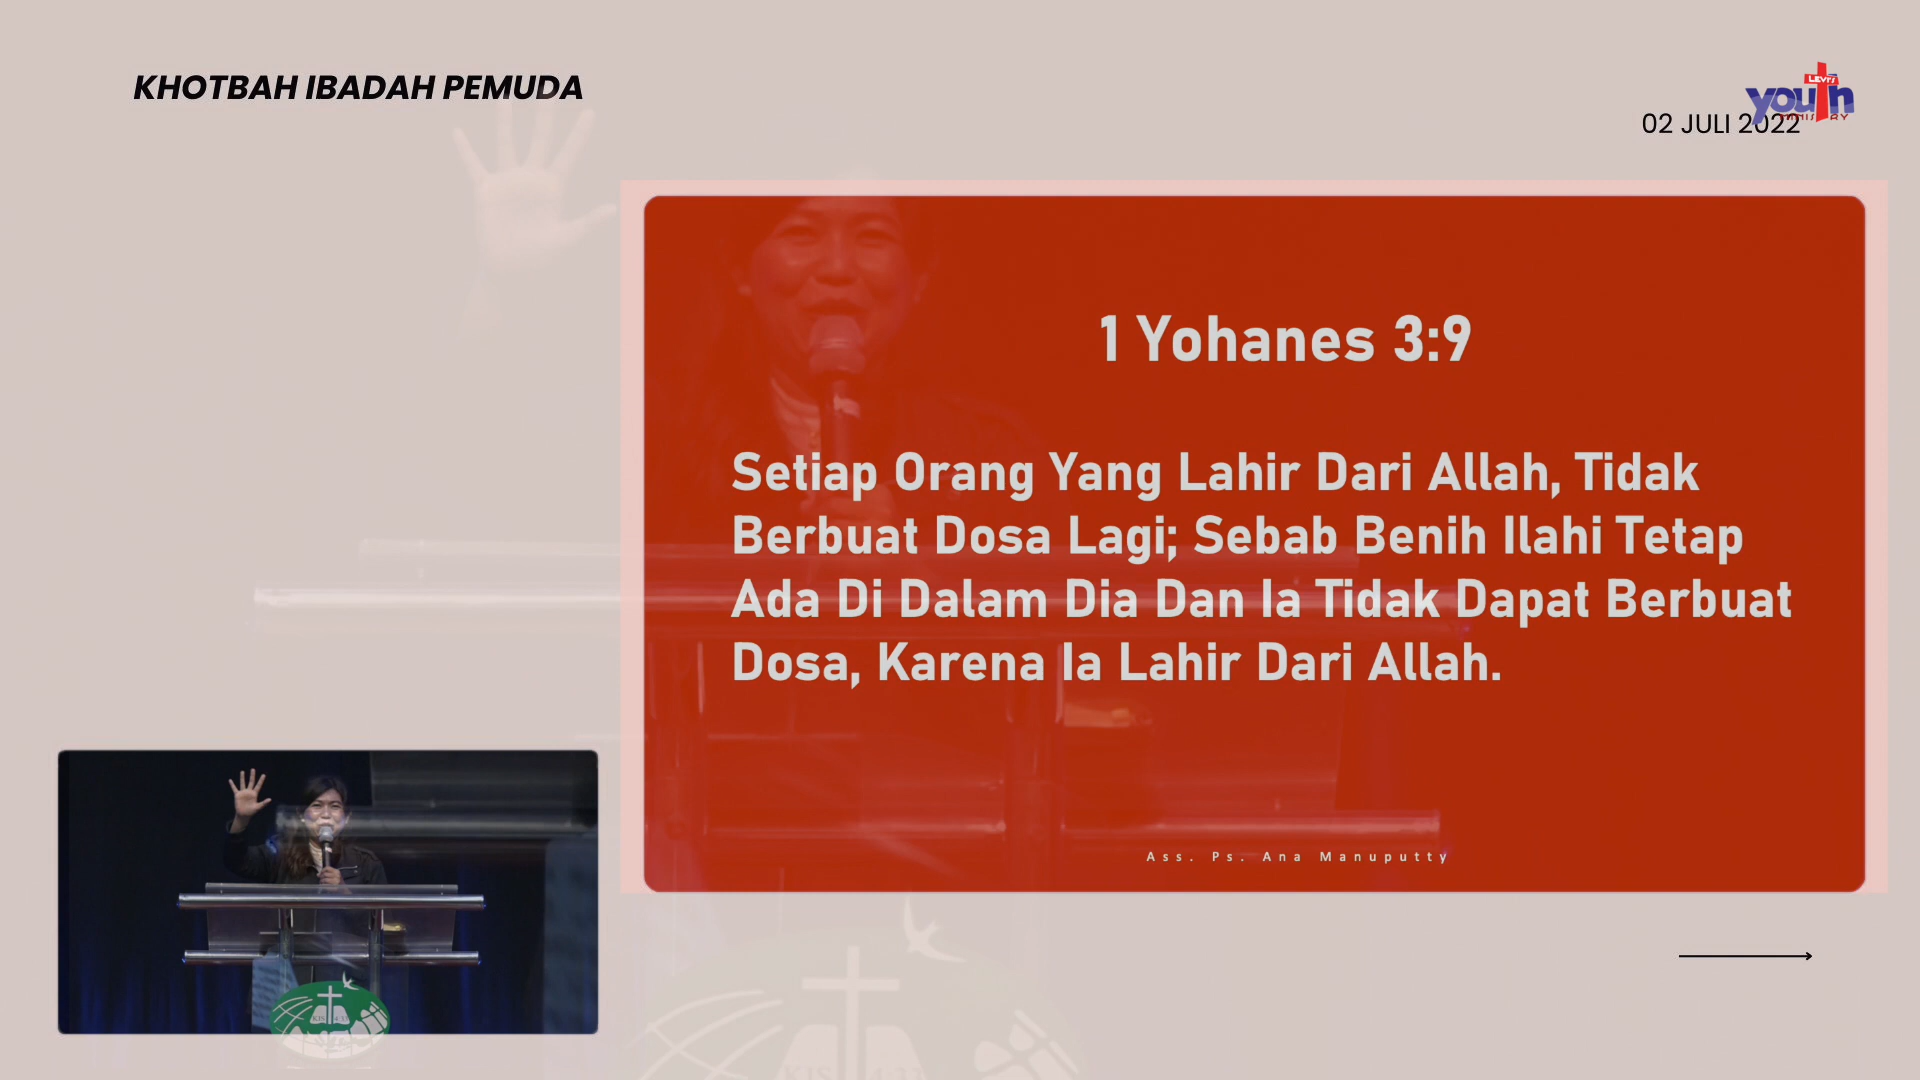 KHOTBAH IBADAH PEMUDA
LEVI
youth
MINISTRY
02 JULI 2022
1 Yohanes 3:9
Setiap Orang Yang Lahir Dari Allah, Tidak
Berbuat Dosa Lagi; Sebab Benih Ilahi Tetap
Ada Di Dalam Dia Dan Ia Tidak Dapat Berbuat
Dosa, Karena Ia Lahir Dari Allah.
Ass. Ps. Ana Manuputty